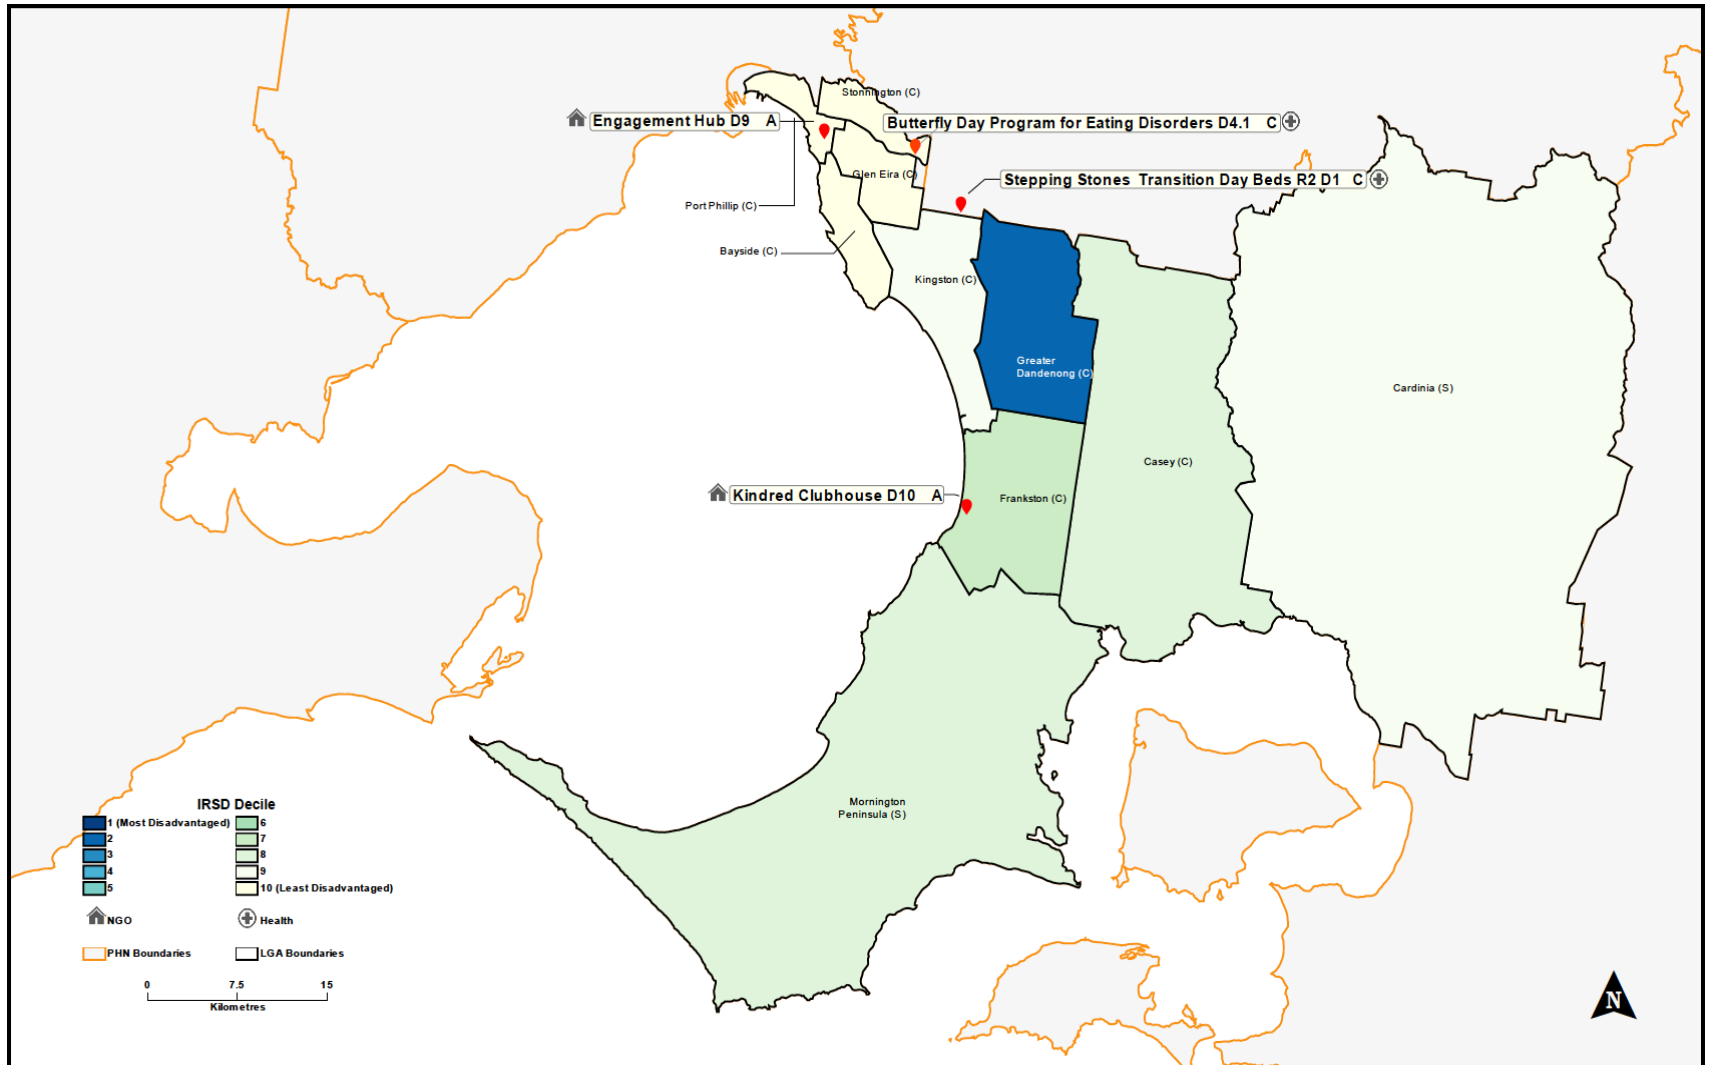 Stonnington (C)
Engagement Hub D9 A
Butterfly Day Program for Eating Disorders D4.1 C
Glen Eira (C)
Stepping Stones Transition Day Beds R2 D1 C
Port Phillip (C)
Bayside (C)
Kingston (C)
Greater
Dandenong (C)
Cardinia (S)
Casey (C)
Kindred Clubhouse D10 A
Frankston (C)
Mornington
Peninsula (S)
IRSD Decile
1 (Most Disadvantaged)
2
3
4
5
6
7
8
9
10 (Least Disadvantaged)
NGO
Health
PHN Boundaries
LGA Boundaries
0 7.5 15
Kilometres
N